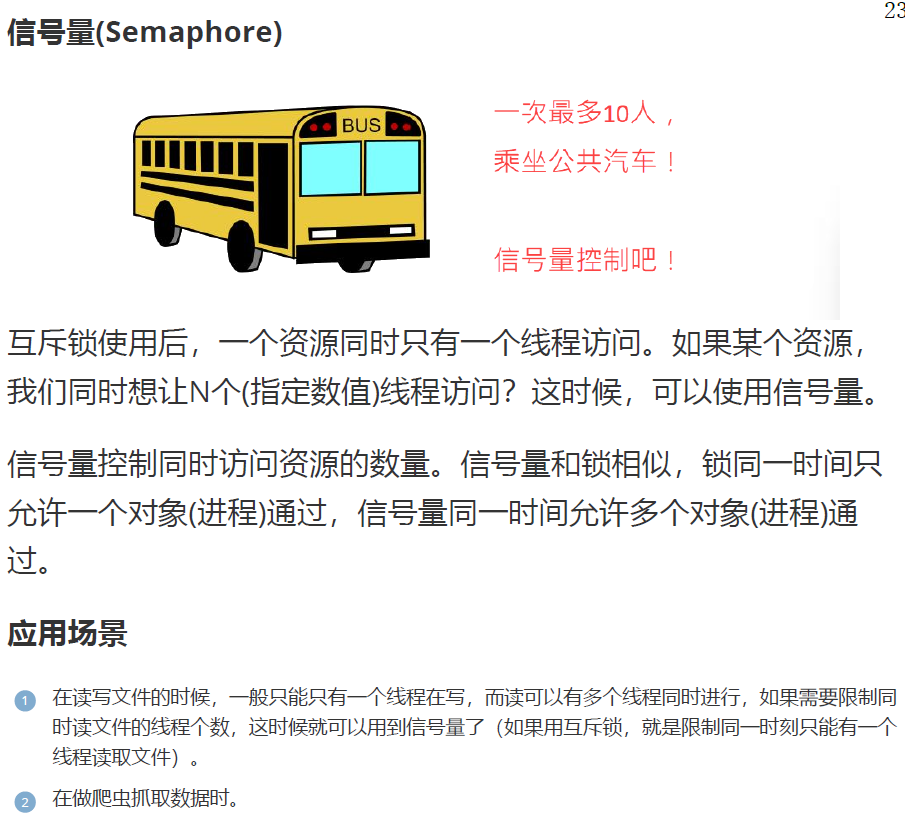 23
信号量(Semaphore)
BUS
一次最多10人，
乘坐公共汽车！
信号量控制吧！
互斥锁使用后，一个资源同时只有一个线程访问。如果某个资源，
我们同时想让N个(指定数值)线程访问？这时候，可以使用信号量。
信号量控制同时访问资源的数量。信号量和锁相似，锁同一时间只
允许一个对象(进程)通过，信号量同一时间允许多个对象(进程)通
过。
应用场景
1 在读写文件的时候，一般只能只有一个线程在写，而读可以有多个线程同时进行，如果需要限制同
时读文件的线程个数，这时候就可以用到信号量了（如果用互斥锁，就是限制同一时刻只能有一个
线程读取文件）。
2 在做爬虫抓取数据时。